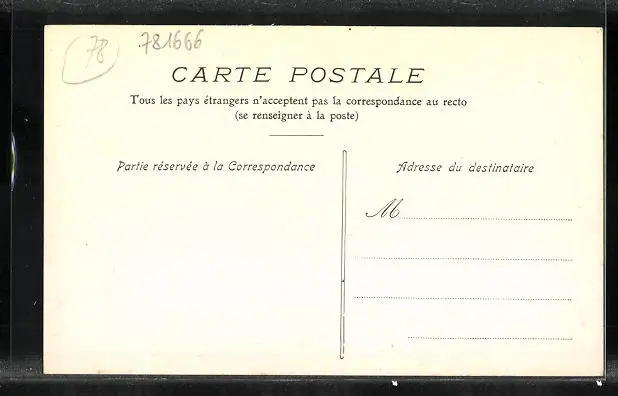 78
781666
CARTE POSTALE
Tous les pays étrangers n'acceptent pas la correspondance au recto
(se renseigner à la poste)
Partie réservée à la Correspondance
Adresse du destinataire
M